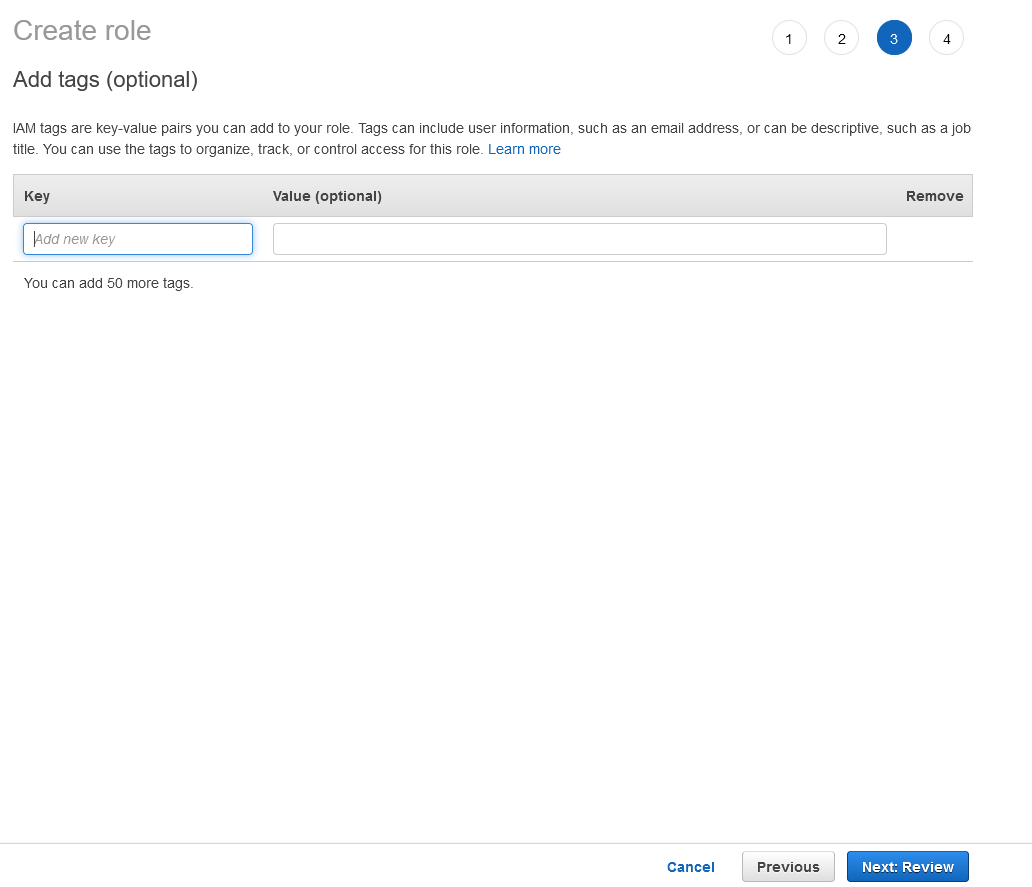 Create role
1 2 3 4
Add tags (optional)
IAM tags are key-value pairs you can add to your role. Tags can include user information, such as an email address, or can be descriptive, such as a job
title. You can use the tags to organize, track, or control access for this role. Learn more
Key Value (optional) Remove
Add new key
You can add 50 more tags.
Cancel Previous Next: Review